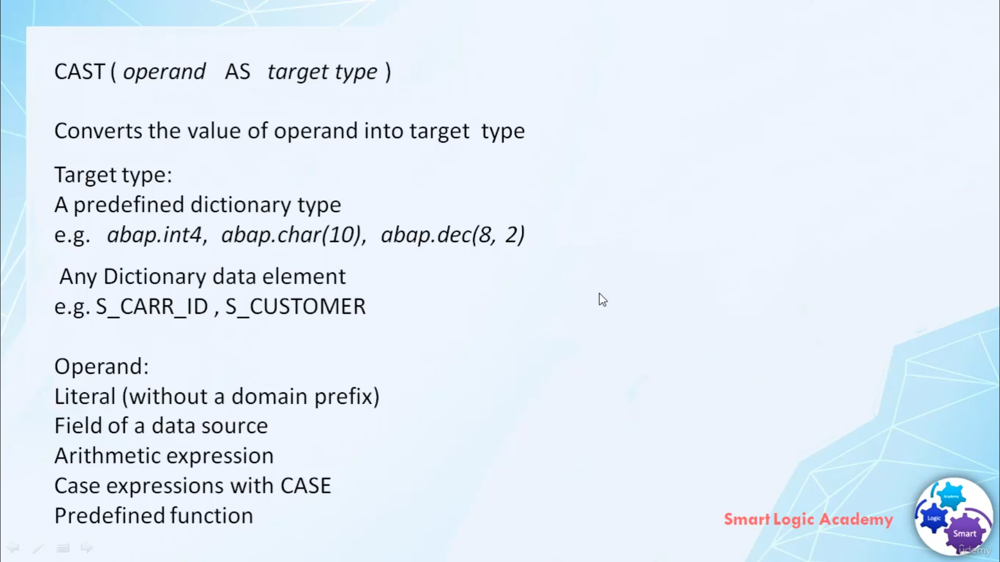 CAST ( operand AS target type )
Converts the value of operand into target type
Target type:
A predefined dictionary type
e.g. abap.int4, abap.char(10), abap.dec(8, 2)
Any Dictionary data element
e.g. S_CARR_ID , S_CUSTOMER
Operand:
Literal (without a domain prefix)
Field of a data source
Arithmetic expression
Case expressions with CASE
Predefined function
Smart Logic Academy
Academy
Logic
Smart
udemy